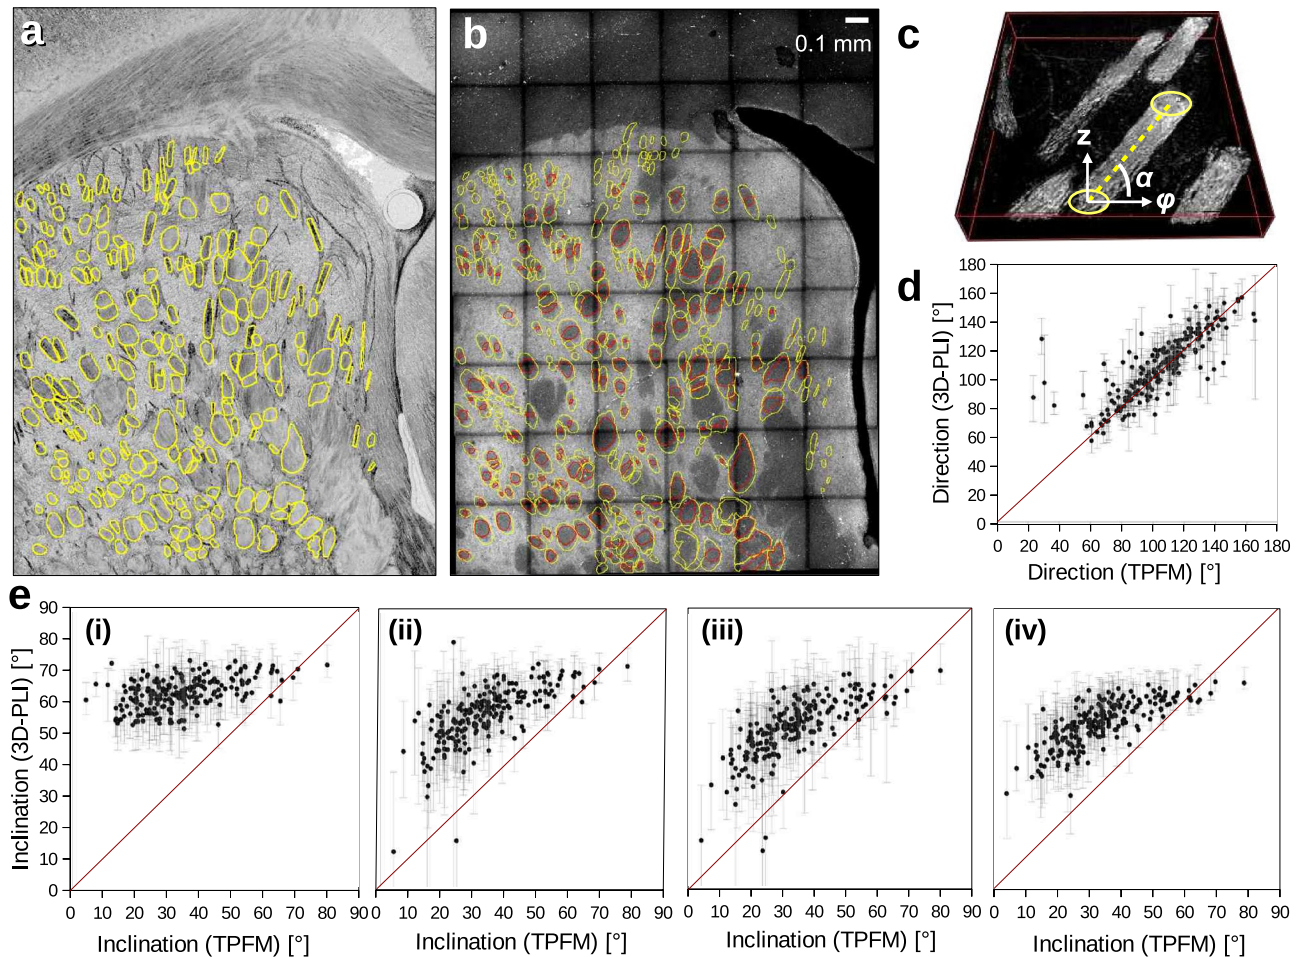 a
b
0.1 mm
c
z
α
φ
d
180
160
140
120
100
80
60
40
20
0
Direction (3D-PLI) [°]
0 20 40 60 80 100 120 140 160 180
Direction (TPFM) [°]
e
90
80
70
60
50
40
30
20
10
0
Inclination (3D-PLI) [°]
(i)
(ii)
(iii)
(iv)
0 10 20 30 40 50 60 70 80 90
0 10 20 30 40 50 60 70 80 90
0 10 20 30 40 50 60 70 80 90
0 10 20 30 40 50 60 70 80 90
Inclination (TPFM) [°]
Inclination (TPFM) [°]
Inclination (TPFM) [°]
Inclination (TPFM) [°]